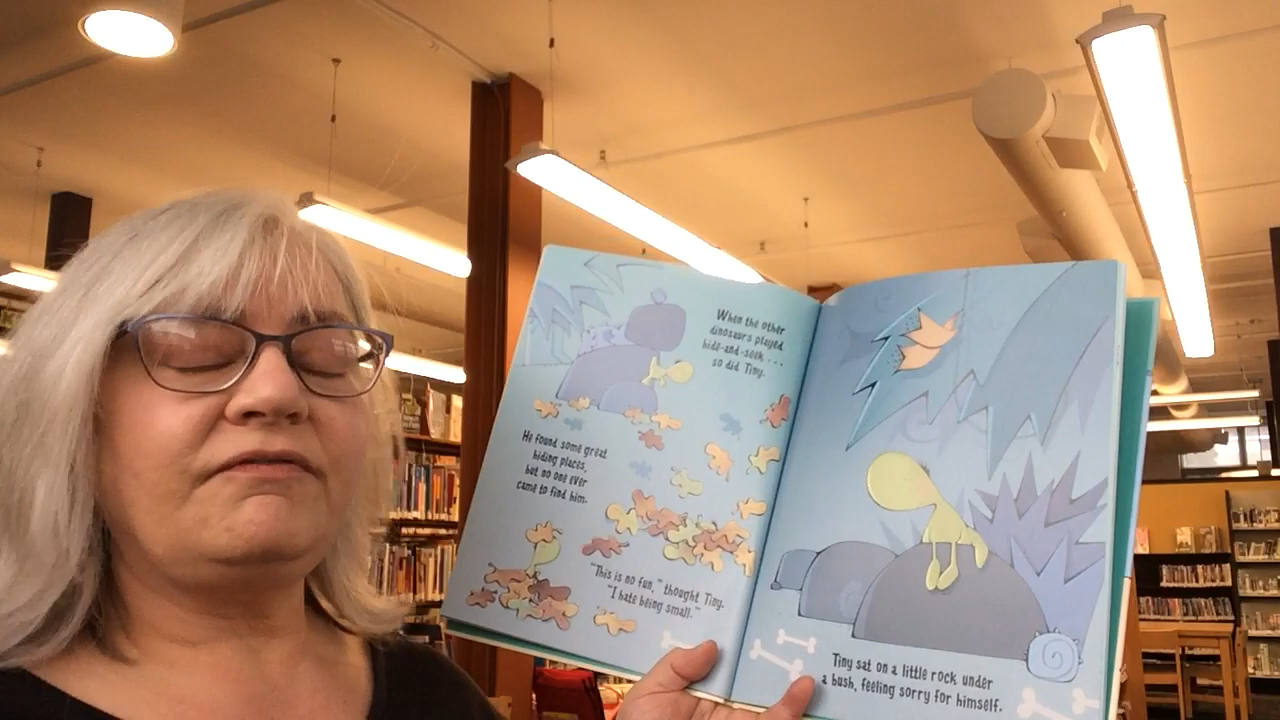 When the other
dinosaurs played
hide-and-seek . . .
so did Tiny.
He found some great
hiding places,
but no one ever
came to find him.
"This is no fun," thought Tiny.
"I hate being small."
Tiny sat on a little rock under
a bush, feeling sorry for himself.